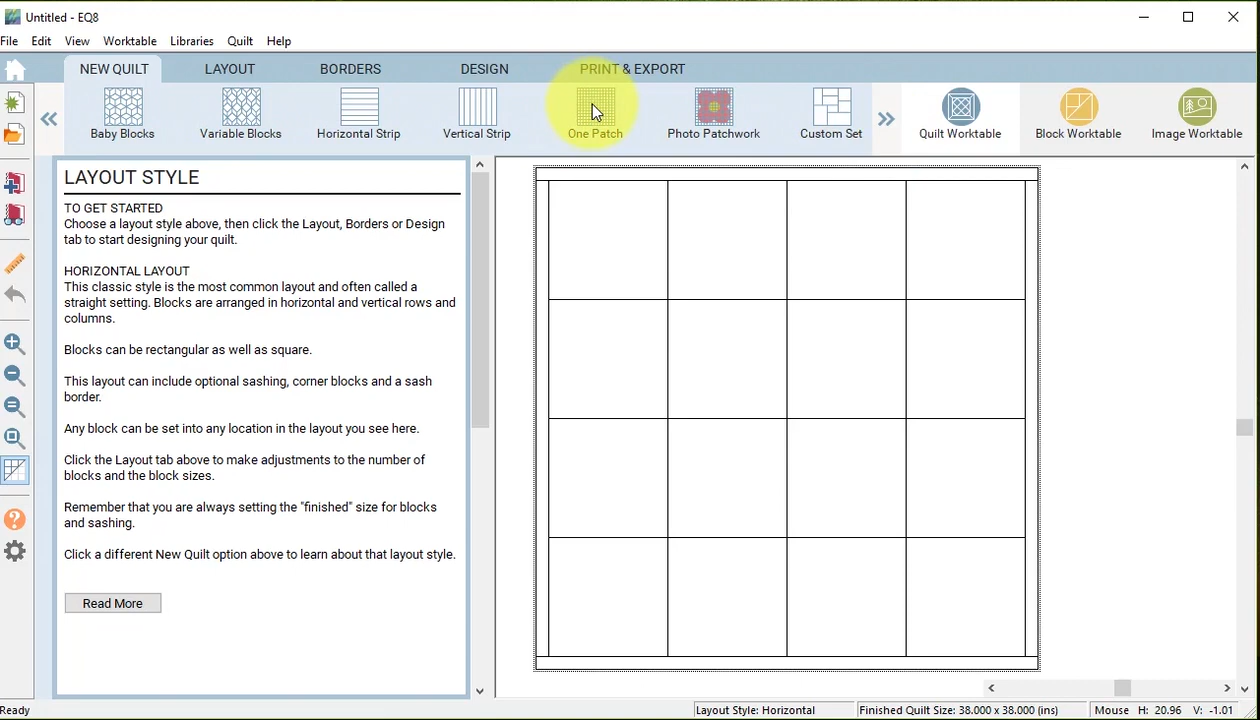 Untitled - EQ8
File Edit View Worktable Libraries Quilt Help
NEW QUILT LAYOUT BORDERS DESIGN PRINT & EXPORT
Baby Blocks Variable Blocks Horizontal Strip Vertical Strip One Patch Photo Patchwork Custom Set Quilt Worktable Block Worktable Image Worktable
LAYOUT STYLE
TO GET STARTED
Choose a layout style above, then click the Layout, Borders or Design
tab to start designing your quilt.
HORIZONTAL LAYOUT
This classic style is the most common layout and often called a
straight setting. Blocks are arranged in horizontal and vertical rows and
columns.
Blocks can be rectangular as well as square.
This layout can include optional sashing, corner blocks and a sash
border.
Any block can be set into any location in the layout you see here.
Click the Layout tab above to make adjustments to the number of
blocks and the block sizes.
Remember that you are always setting the "finished" size for blocks
and sashing.
Click a different New Quilt option above to learn about that layout style.
Read More
Ready Layout Style: Horizontal Finished Quilt Size: 38.000 x 38.000 (ins) Mouse H: 20.96 V: -1.01